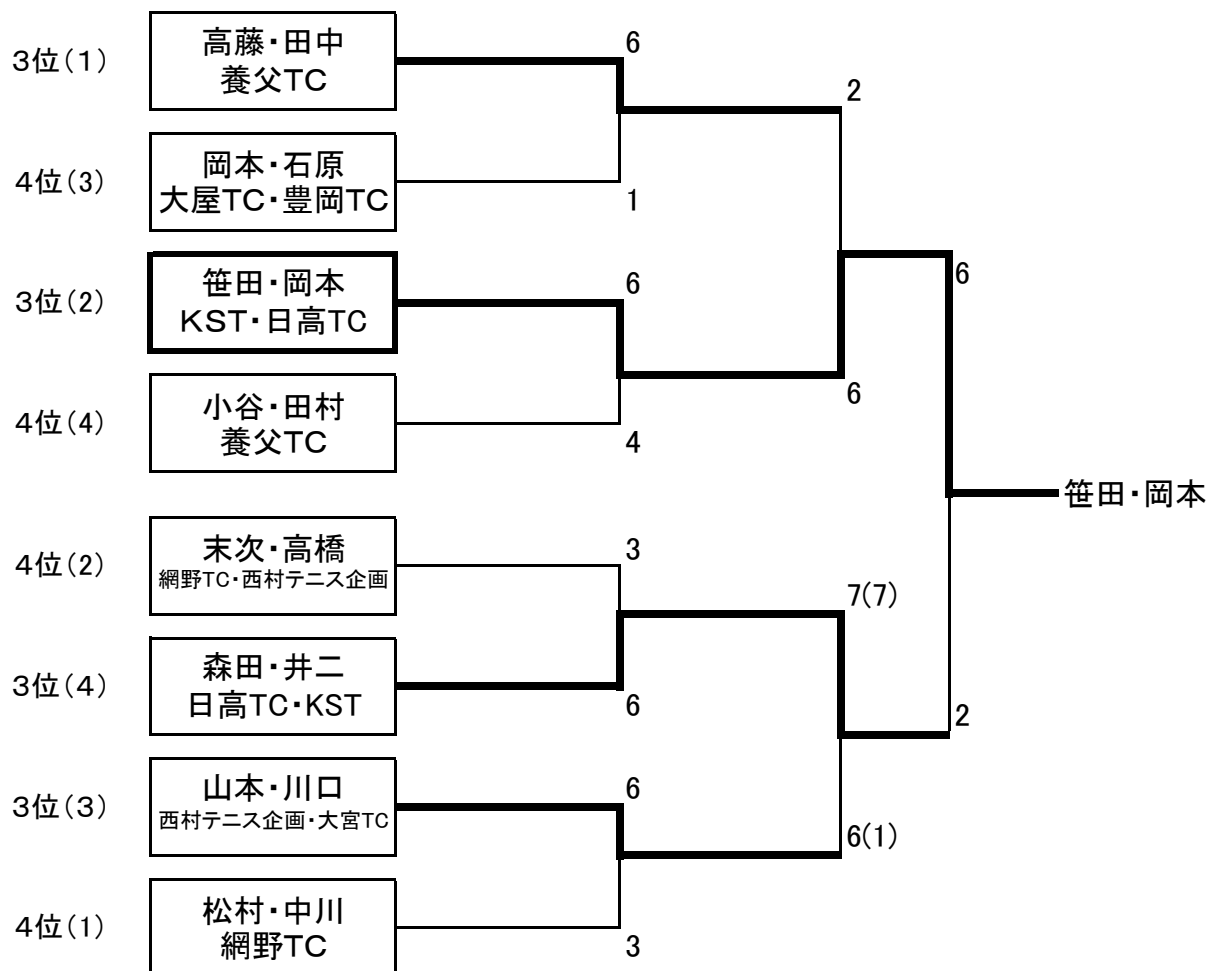 3位(1)
高藤・田中
養父TC
6
2
4位(3)
岡本・石原
大屋TC・豊岡TC
1
3位(2)
笹田・岡本
KST・日高TC
6
6
6
4位(4)
小谷・田村
養父TC
4
笹田・岡本
4位(2)
末次・高橋
網野TC・西村テニス企画
3
7(7)
3位(4)
森田・井二
日高TC・KST
6
2
3位(3)
山本・川口
西村テニス企画・大宮TC
6
6(1)
4位(1)
松村・中川
網野TC
3